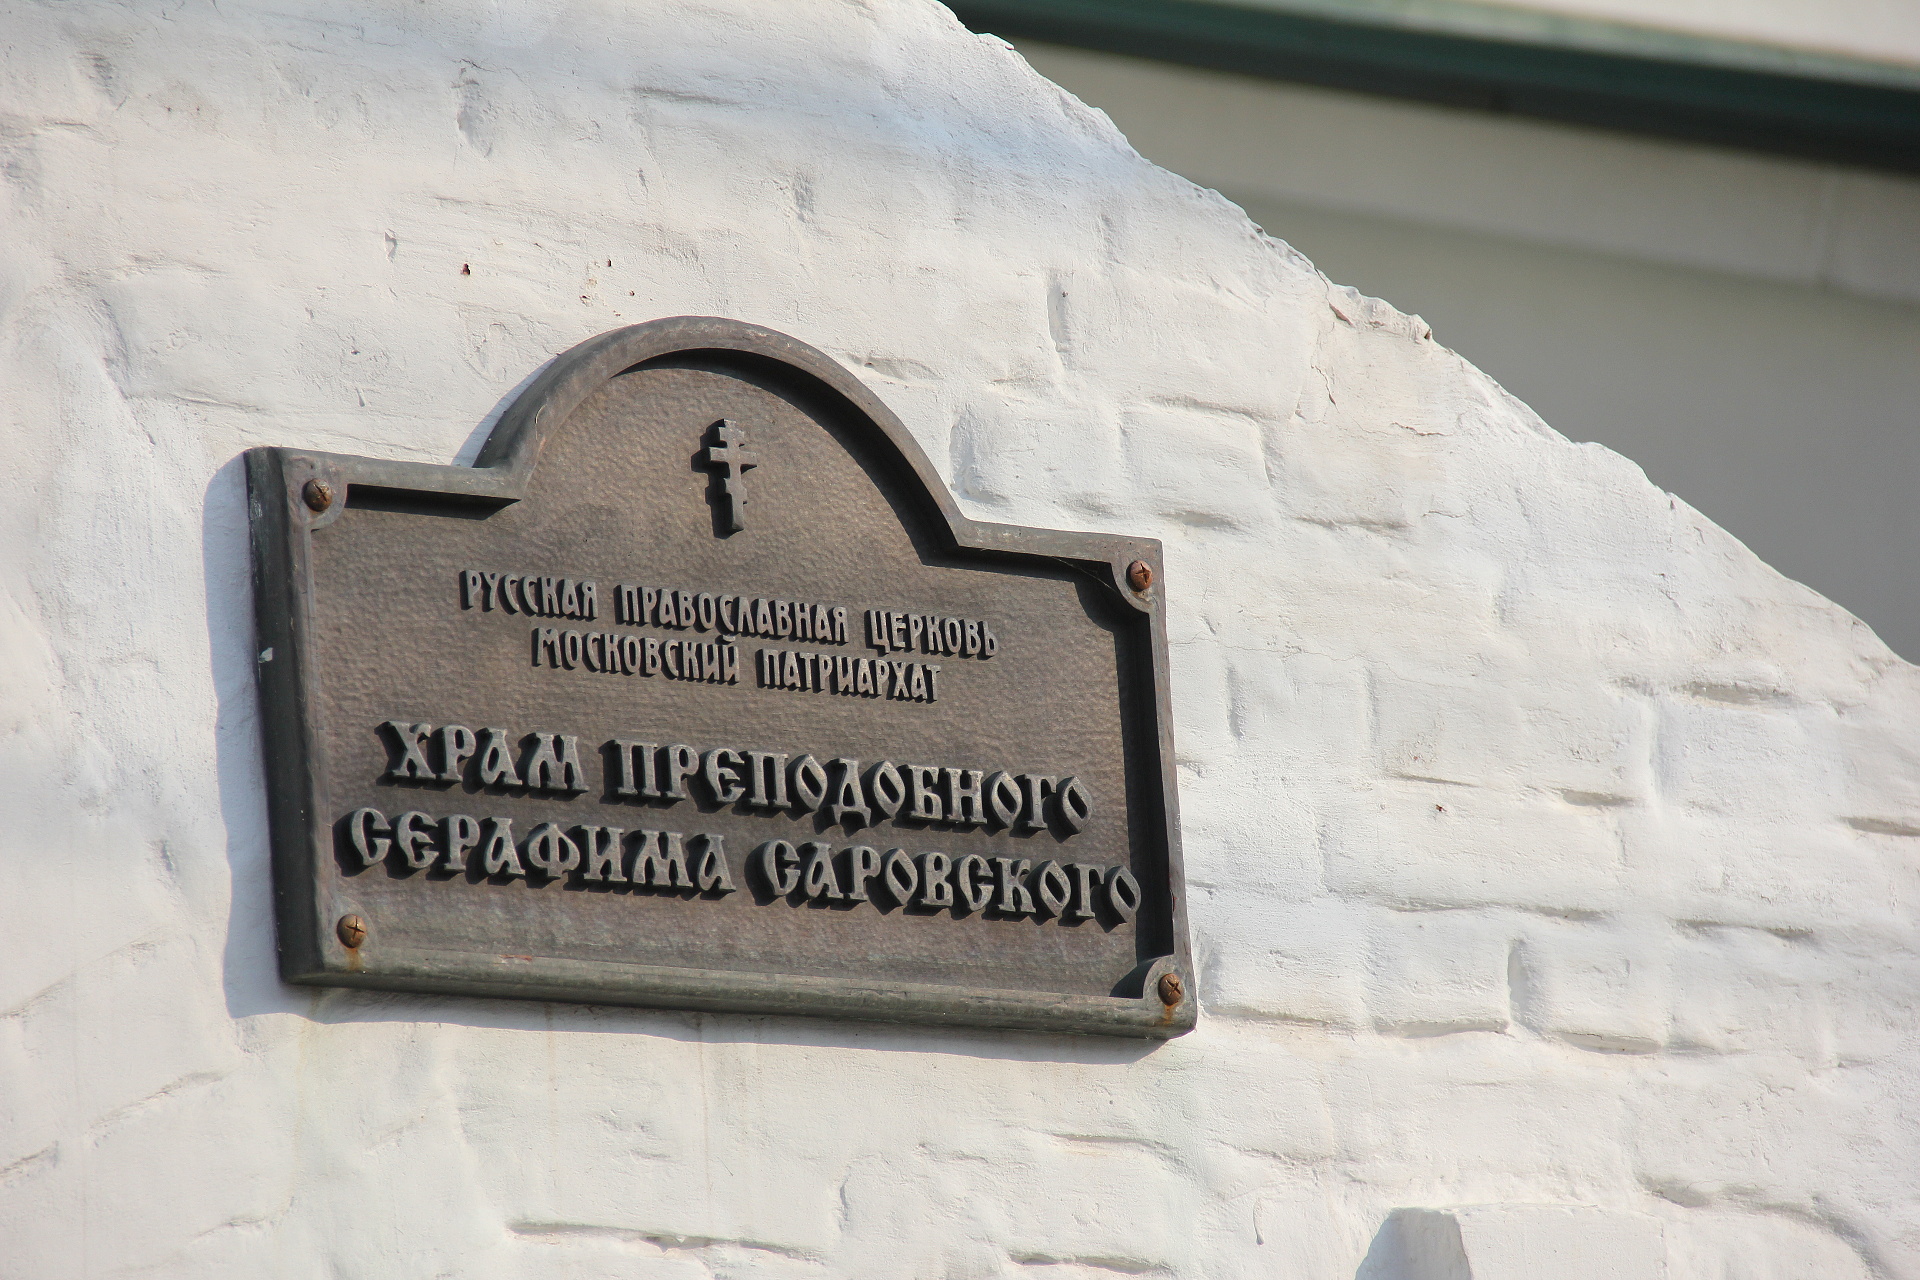 РУССКАЯ ПРАВОСЛАВНАЯ ЦЕРКОВЬ
МОСКОВСКИЙ ПАТРИАРХАТ
ХРАМ ПРЕПОДОБНОГО
СЕРАФИМА САРОВСКОГО